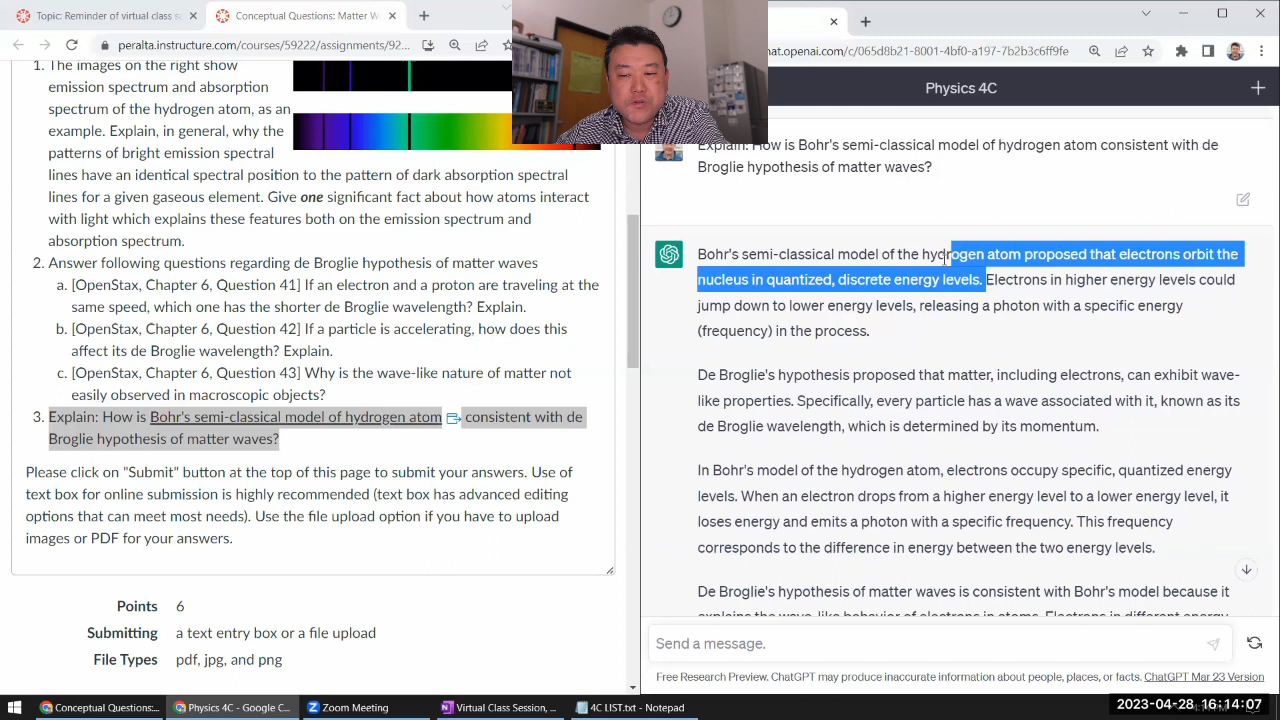 Topic: Reminder of virtual class s
Conceptual Questions: Matter W
peralta.instructure.com/courses/59222/assignments/92...
1. The images on the right show
emission spectrum and absorption
spectrum of the hydrogen atom, as an
example. Explain, in general, why the
patterns of bright emission spectral
lines have an identical spectral position to the pattern of dark absorption spectral
lines for a given gaseous element. Give one significant fact about how atoms interact
with light which explains these features both on the emission spectrum and
absorption spectrum.
2. Answer following questions regarding de Broglie hypothesis of matter waves
a. [OpenStax, Chapter 6, Question 41] If an electron and a proton are traveling at the
same speed, which one has the shorter de Broglie wavelength? Explain.
b. [OpenStax, Chapter 6, Question 42] If a particle is accelerating, how does this
affect its de Broglie wavelength? Explain.
c. [OpenStax, Chapter 6, Question 43] Why is the wave-like nature of matter not
easily observed in macroscopic objects?
3. Explain: How is Bohr's semi-classical model of hydrogen atom consistent with de
Broglie hypothesis of matter waves?
Please click on "Submit" button at the top of this page to submit your answers. Use of
text box for online submission is highly recommended (text box has advanced editing
options that can meet most needs). Use the file upload option if you have to upload
images or PDF for your answers.
Points 6
Submitting a text entry box or a file upload
File Types pdf, jpg, and png
hat.openai.com/c/065d8b21-8001-4bf0-a197-7b2b3c6ff9fe
Physics 4C
Explain: How is Bohr's semi-classical model of hydrogen atom consistent with de
Broglie hypothesis of matter waves?
Bohr's semi-classical model of the hydrogen atom proposed that electrons orbit the
nucleus in quantized, discrete energy levels. Electrons in higher energy levels could
jump down to lower energy levels, releasing a photon with a specific energy
(frequency) in the process.
De Broglie's hypothesis proposed that matter, including electrons, can exhibit wave-
like properties. Specifically, every particle has a wave associated with it, known as its
de Broglie wavelength, which is determined by its momentum.
In Bohr's model of the hydrogen atom, electrons occupy specific, quantized energy
levels. When an electron drops from a higher energy level to a lower energy level, it
loses energy and emits a photon with a specific frequency. This frequency
corresponds to the difference in energy between the two energy levels.
De Broglie's hypothesis of matter waves is consistent with Bohr's model because it
explains the wave-like behavior of electrons in atoms. Electrons in different energy
Send a message.
Free Research Preview. ChatGPT may produce inaccurate information about people, places, or facts. ChatGPT Mar 23 Version
Conceptual Questions:...
Physics 4C - Google C...
Zoom Meeting
Virtual Class Session, ...
4C LIST.txt - Notepad
2023-04-28 16:14:07